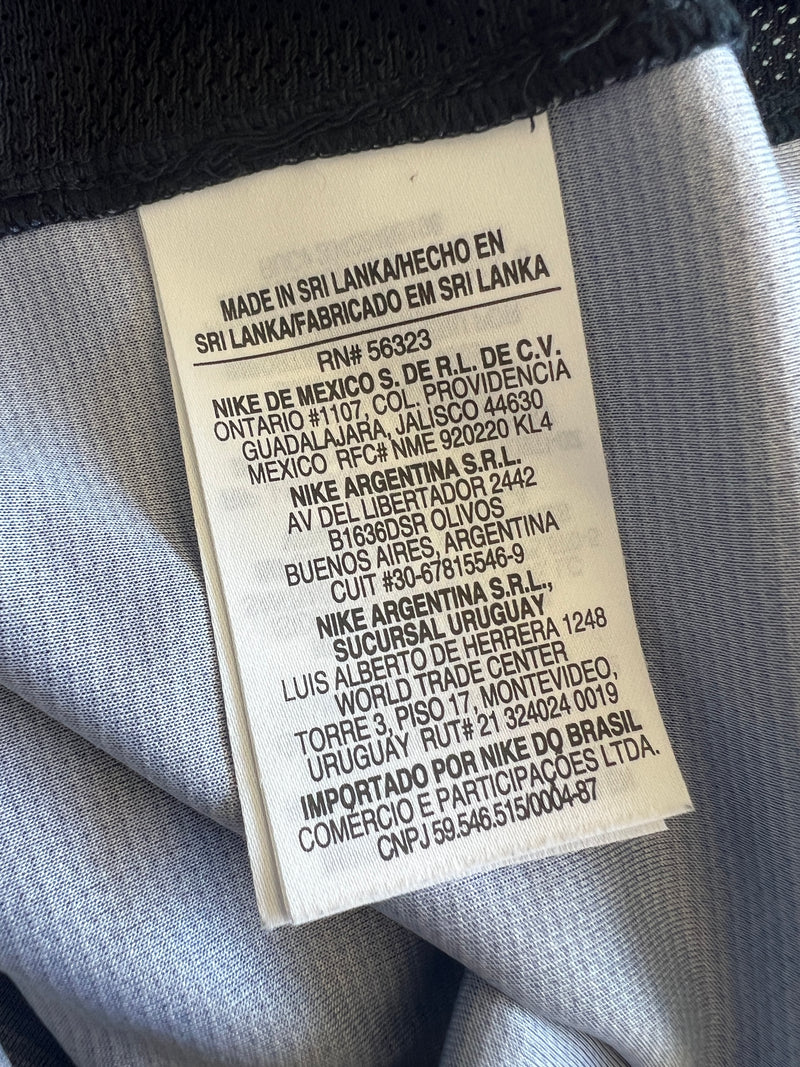 MADE IN SRI LANKA/HECHO EN
SRI LANKA/FABRICADO EM SRI LANKA
RN# 56323
NIKE DE MEXICO S. DE R.L. DE C.V.
ONTARIO #1107, COL. PROVIDENCIA
GUADALAJARA, JALISCO 44630
MEXICO RFC# NME 920220 KL4
NIKE ARGENTINA S.R.L.
AV DEL LIBERTADOR 2442
B1636DSR OLIVOS
BUENOS AIRES, ARGENTINA
CUIT #30-67815546-9
NIKE ARGENTINA S.R.L.,
SUCURSAL URUGUAY
LUIS ALBERTO DE HERRERA 1248
WORLD TRADE CENTER
TORRE 3, PISO 17, MONTEVIDEO,
URUGUAY RUT# 21 324024 0019
IMPORTADO POR NIKE DO BRASIL
COMÉRCIO E PARTICIPAÇÕES LTDA.
CNPJ 59.546.515/0004-87